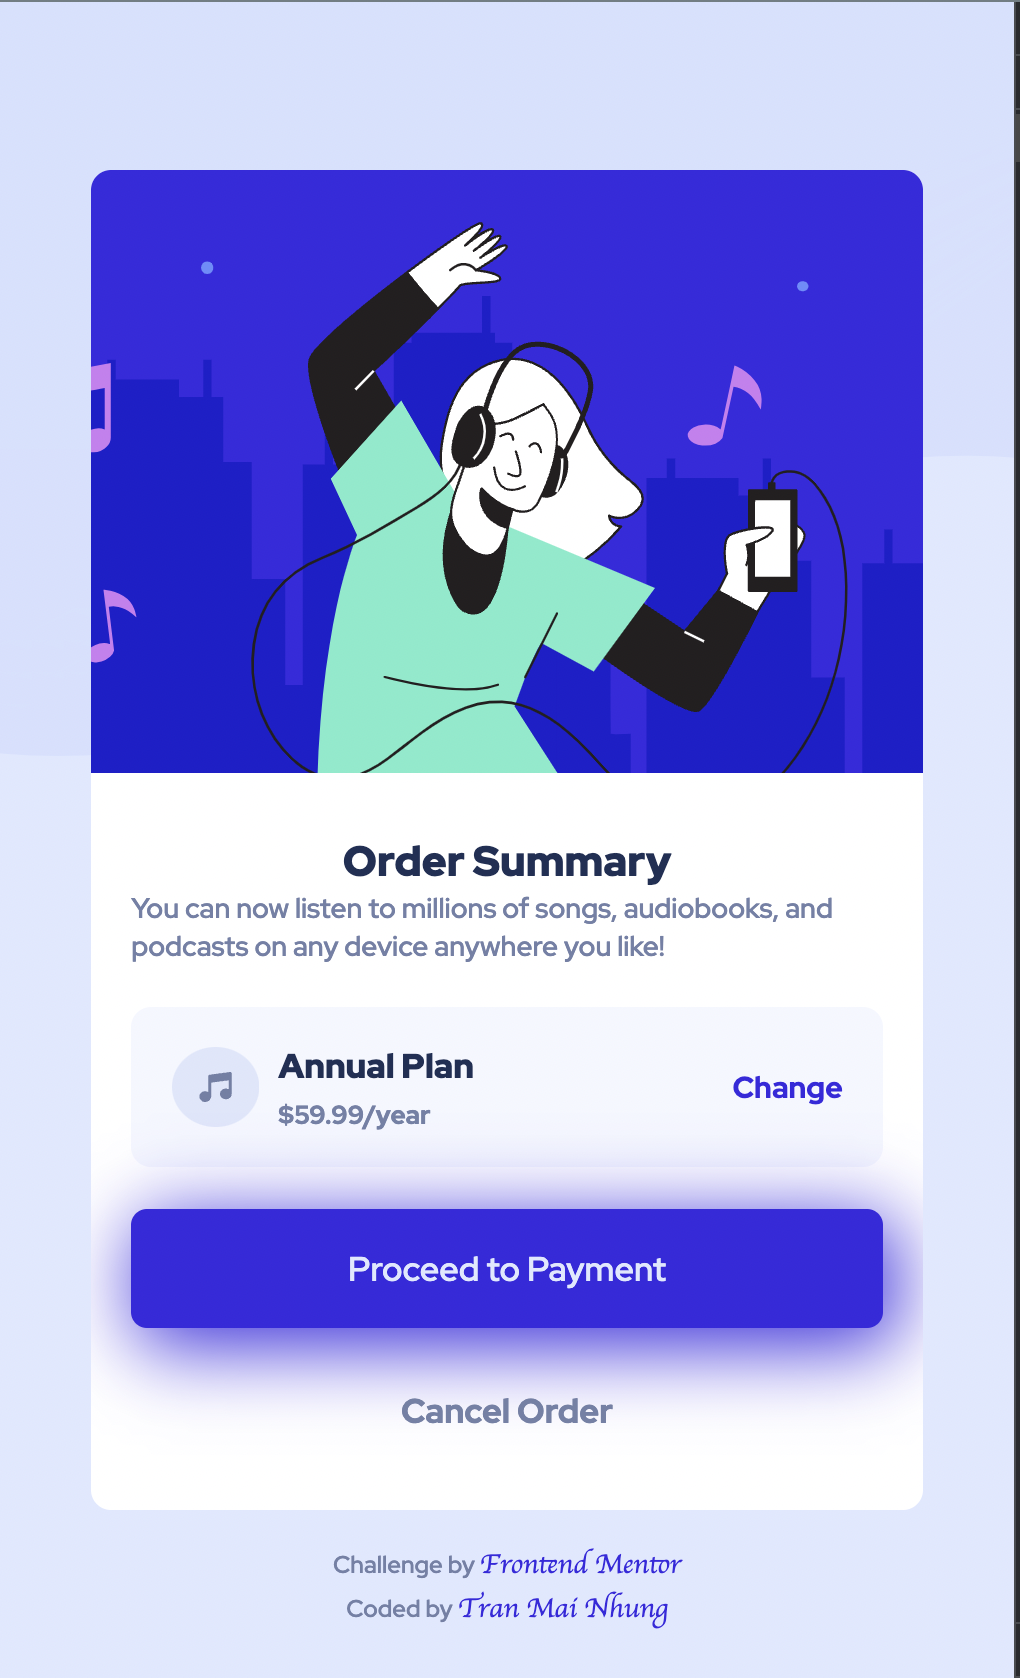 Order Summary
You can now listen to millions of songs, audiobooks, and
podcasts on any device anywhere you like!
Annual Plan
$59.99/year
Change
Proceed to Payment
Cancel Order
Challenge by Frontend Mentor
Coded by Tran Mai Nhung